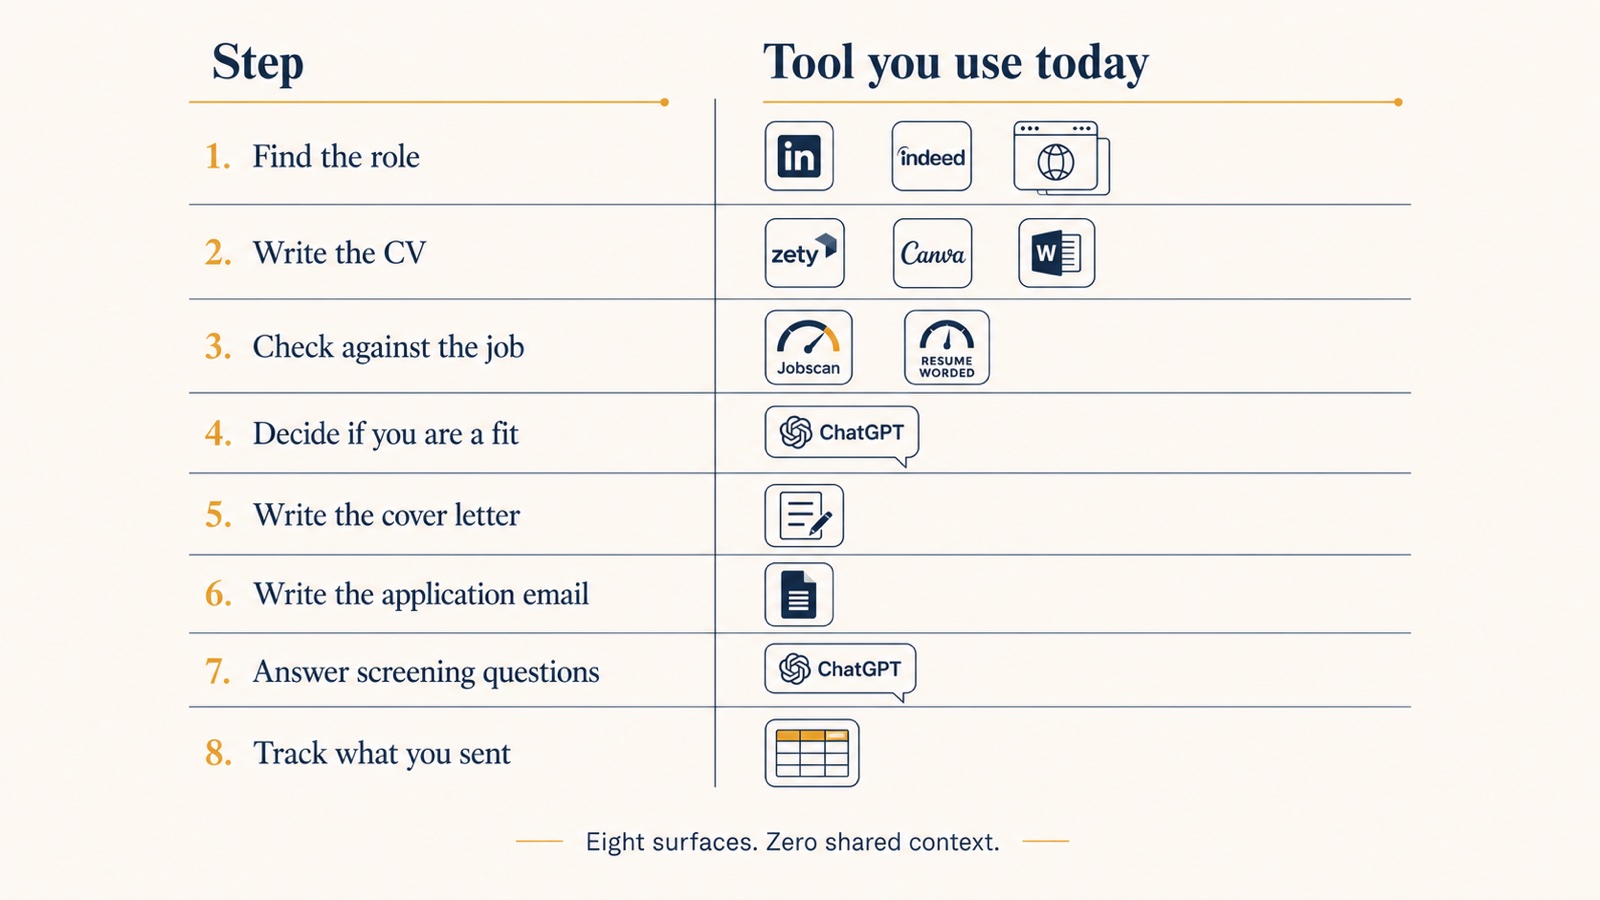 Step
Tool you use today
1. Find the role
in
indeed
2. Write the CV
zety
Canva
W
3. Check against the job
Jobscan
RESUME
WORDED
4. Decide if you are a fit
ChatGPT
5. Write the cover letter
6. Write the application email
7. Answer screening questions
ChatGPT
8. Track what you sent
Eight surfaces. Zero shared context.